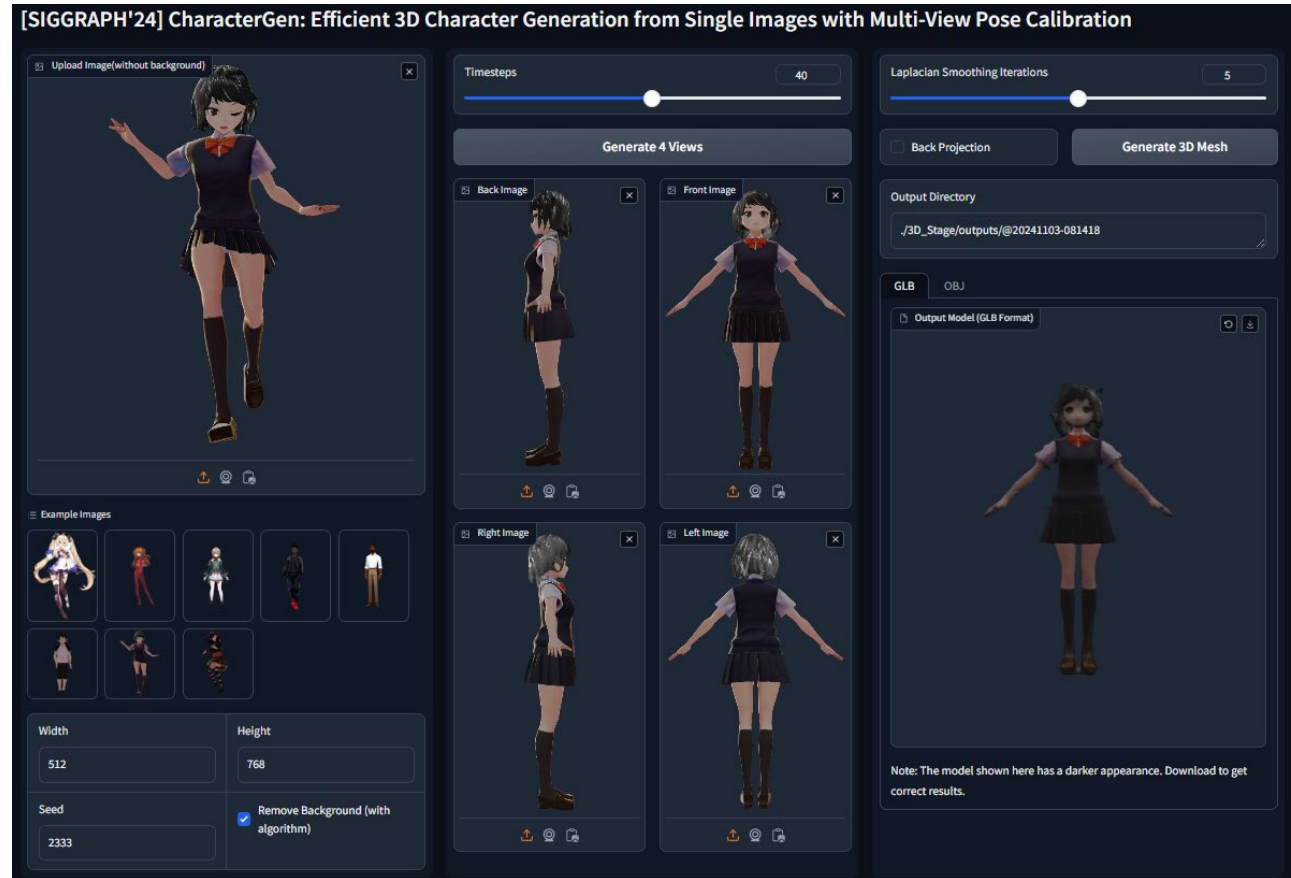 [SIGGRAPH'24] CharacterGen: Efficient 3D Character Generation from Single Images with Multi-View Pose Calibration
Upload Image(without background)
Example Images
Width
512
Height
768
Seed
2333
Remove Background (with
algorithm)
Timesteps
40
Generate 4 Views
Back Image
Front Image
Right Image
Left Image
Laplacian Smoothing Iterations
5
Back Projection
Generate 3D Mesh
Output Directory
./3D_Stage/outputs/@20241103-081418
GLB
OBJ
Output Model (GLB Format)
Note: The model shown here has a darker appearance. Download to get
correct results.